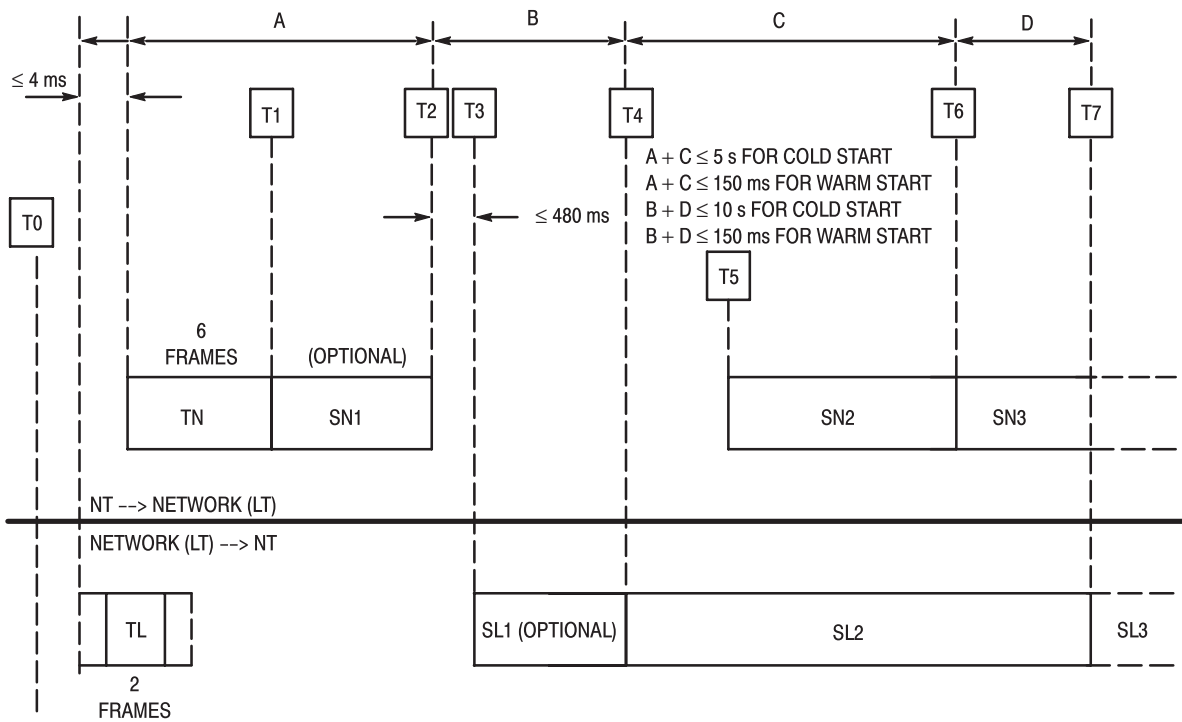 A
B
C
D
≤ 4 ms
T1
T2
T3
T4
T6
T7
A + C ≤ 5 s FOR COLD START
A + C ≤ 150 ms FOR WARM START
B + D ≤ 10 s FOR COLD START
B + D ≤ 150 ms FOR WARM START
T0
≤ 480 ms
T5
6
FRAMES
(OPTIONAL)
TN
SN1
SN2
SN3
NT --> NETWORK (LT)
NETWORK (LT) --> NT
TL
SL1 (OPTIONAL)
SL2
SL3
2
FRAMES